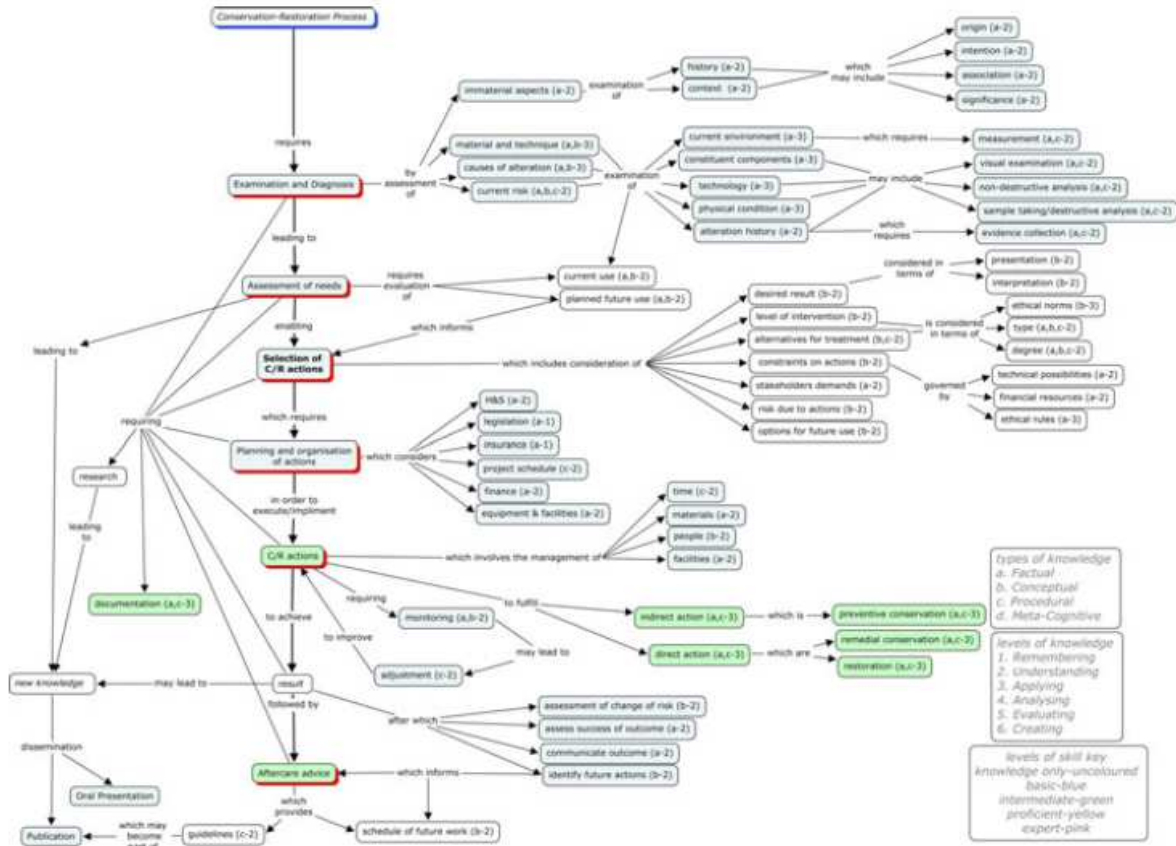 Conservation-Restoration Process
requires
Examination and Diagnosis
by
assessment
of
immaterial aspects (a-2)
examination
of
history (a-2)
context (a-2)
which
may include
origin (a-2)
intention (a-2)
association (a-2)
significance (a-2)
material and technique (a,b-3)
causes of alteration (a,b-3)
current risk (a,b,c-2)
examination
of
current environment (a-3)
constituent components (a-3)
technology (a-3)
physical condition (a-3)
alteration history (a-2)
which requires
measurement (a,c-2)
may include
visual examination (a,c-2)
non-destructive analysis (a,c-2)
sample taking/destructive analysis (a,c-2)
which
requires
evidence collection (a,c-2)
leading to
Assessment of needs
requires
evaluation
of
current use (a,b-2)
planned future use (a,b-2)
which informs
enabling
leading to
Selection of
C/R actions
which includes consideration of
desired result (b-2)
level of intervention (b-2)
alternatives for treatment (b,c-2)
constraints on actions (b-2)
stakeholders demands (a-2)
risk due to actions (b-2)
options for future use (b-2)
considered in
terms of
presentation (b-2)
interpretation (b-2)
is considered
in terms of
ethical norms (b-3)
type (a,b,c-2)
degree (a,b,c-2)
governed
by
technical possibilities (a-2)
financial resources (a-2)
ethical rules (a-3)
which requires
requiring
Planning and organisation
of actions
which considers
H&S (a-2)
legislation (a-1)
insurance (a-1)
project schedule (c-2)
finance (a-2)
equipment & facilities (a-2)
research
leading
to
in order to
execute/impliment
C/R actions
which involves the management of
time (c-2)
materials (a-2)
people (b-2)
facilities (a-2)
documentation (a,c-3)
to achieve
requiring
monitoring (a,b-2)
may lead to
adjustment (c-2)
to improve
to fulfil
indirect action (a,c-3)
which is
preventive conservation (a,c-3)
direct action (a,c-3)
which are
remedial conservation (a,c-3)
restoration (a,c-3)
new knowledge
may lead to
result
followed by
after which
assessment of change of risk (b-2)
assess success of outcome (a-2)
communicate outcome (a-2)
identify future actions (b-2)
dissemination
Oral Presentation
Publication
Aftercare advice
which informs
which
provides
schedule of future work (b-2)
guidelines (c-2)
which may
become
types of knowledge
a. Factual
b. Conceptual
c. Procedural
d. Meta-Cognitive
levels of knowledge
1. Remembering
2. Understanding
3. Applying
4. Analysing
5. Evaluating
6. Creating
levels of skill key
knowledge only-uncoloured
basic-blue
intermediate-green
proficient-yellow
expert-pink